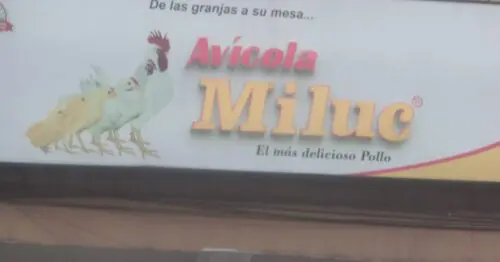 De las granjas a su mesa...
Avícola
Miluc®
El más delicioso Pollo